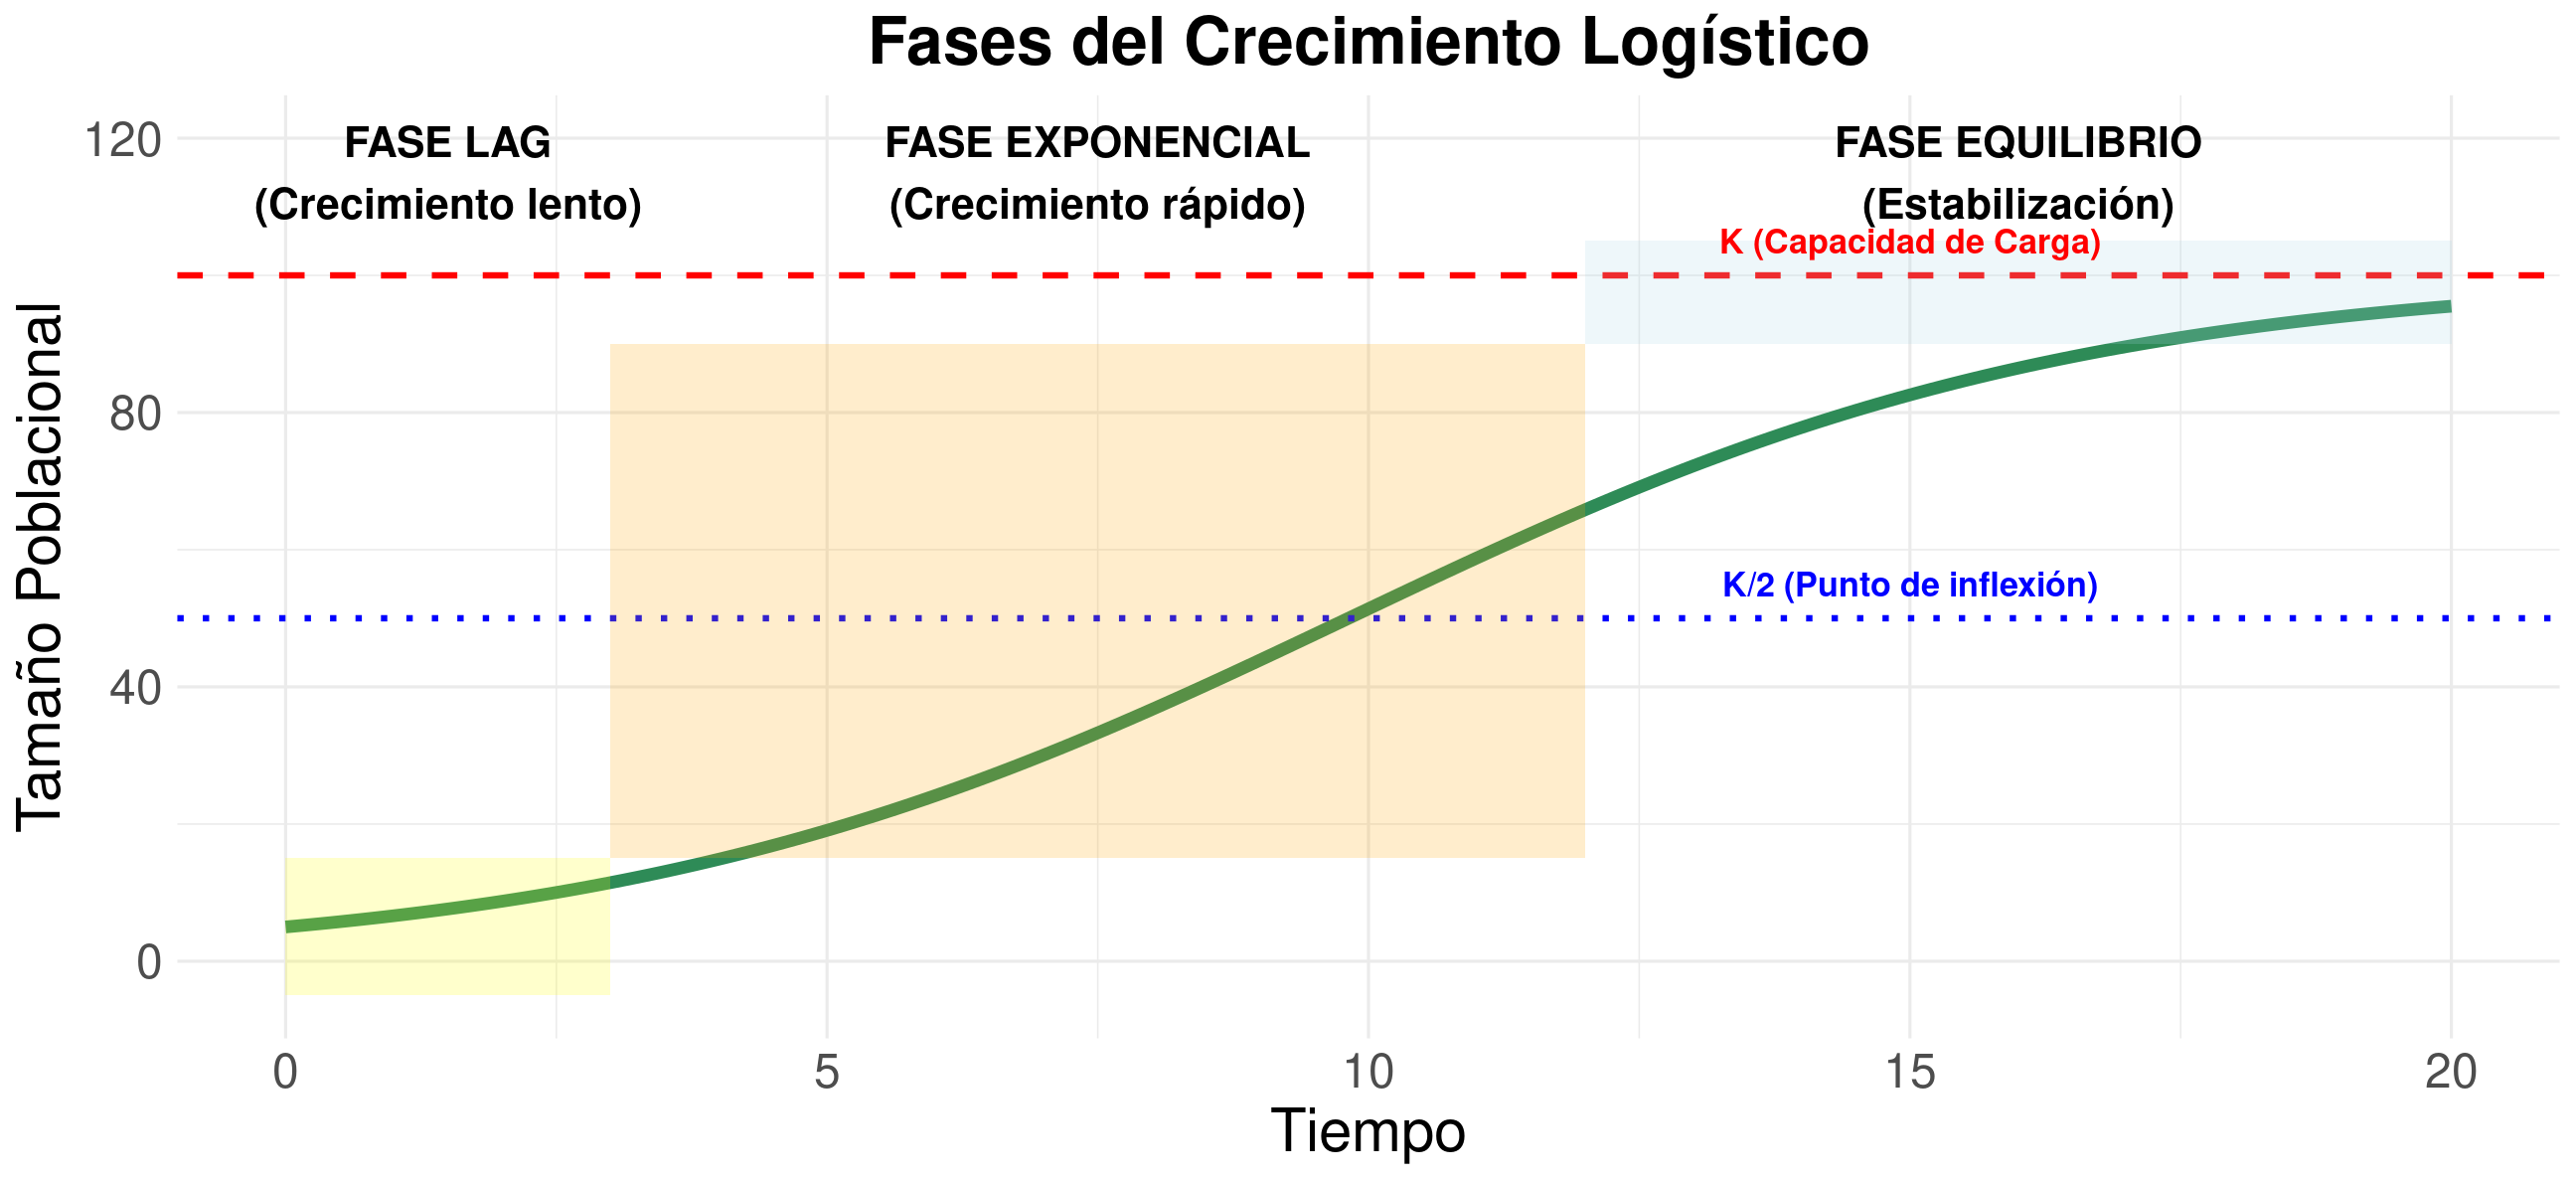 Fases del Crecimiento Logístico
FASE LAG
(Crecimiento lento)
FASE EXPONENCIAL
(Crecimiento rápido)
FASE EQUILIBRIO
(Estabilización)
K (Capacidad de Carga)
K/2 (Punto de inflexión)
Tamaño Poblacional
120
80
40
0
0 5 10 15 20
Tiempo